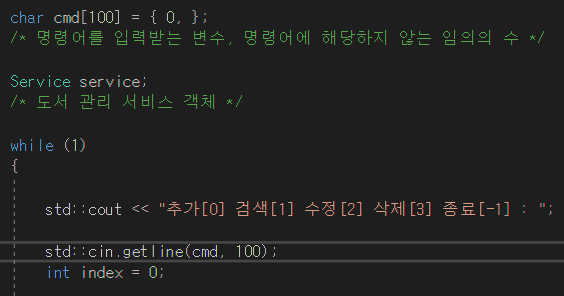 char cmd[100] = { 0, };
/* 명령어를 입력받는 변수, 명령어에 해당하지 않는 임의의 수 */
Service service;
/* 도서 관리 서비스 객체 */
while (1)
{
std::cout << "추가[0] 검색[1] 수정[2] 삭제[3] 종료[-1] : ";
std::cin.getline(cmd, 100);
int index = 0;